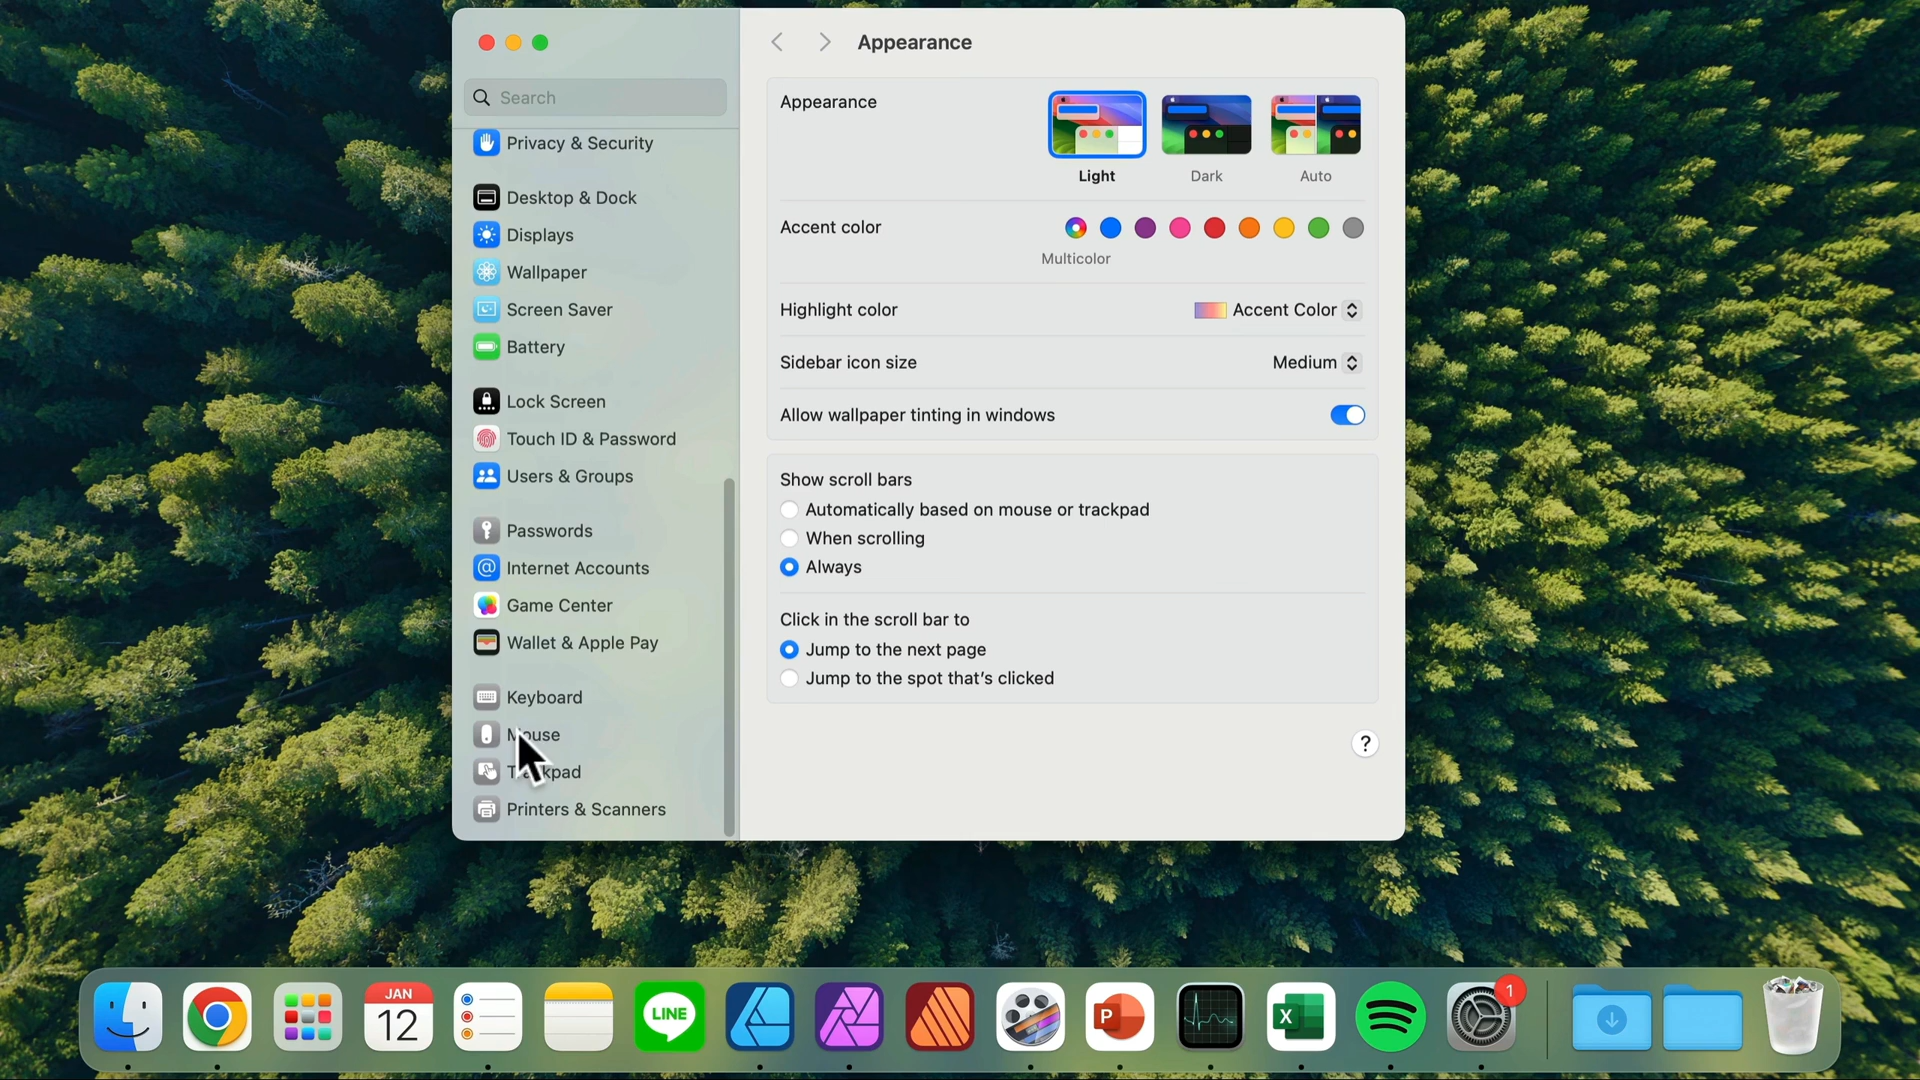 Appearance
Search
Privacy & Security
Desktop & Dock
Displays
Wallpaper
Screen Saver
Battery
Lock Screen
Touch ID & Password
Users & Groups
Passwords
Internet Accounts
Game Center
Wallet & Apple Pay
Keyboard
Mouse
Trackpad
Printers & Scanners
Appearance
Light
Dark
Auto
Accent color
Multicolor
Highlight color
Accent Color
Sidebar icon size
Medium
Allow wallpaper tinting in windows
Show scroll bars
Automatically based on mouse or trackpad
When scrolling
Always
Click in the scroll bar to
Jump to the next page
Jump to the spot that's clicked
?
JAN
12
LINE
P
X
1